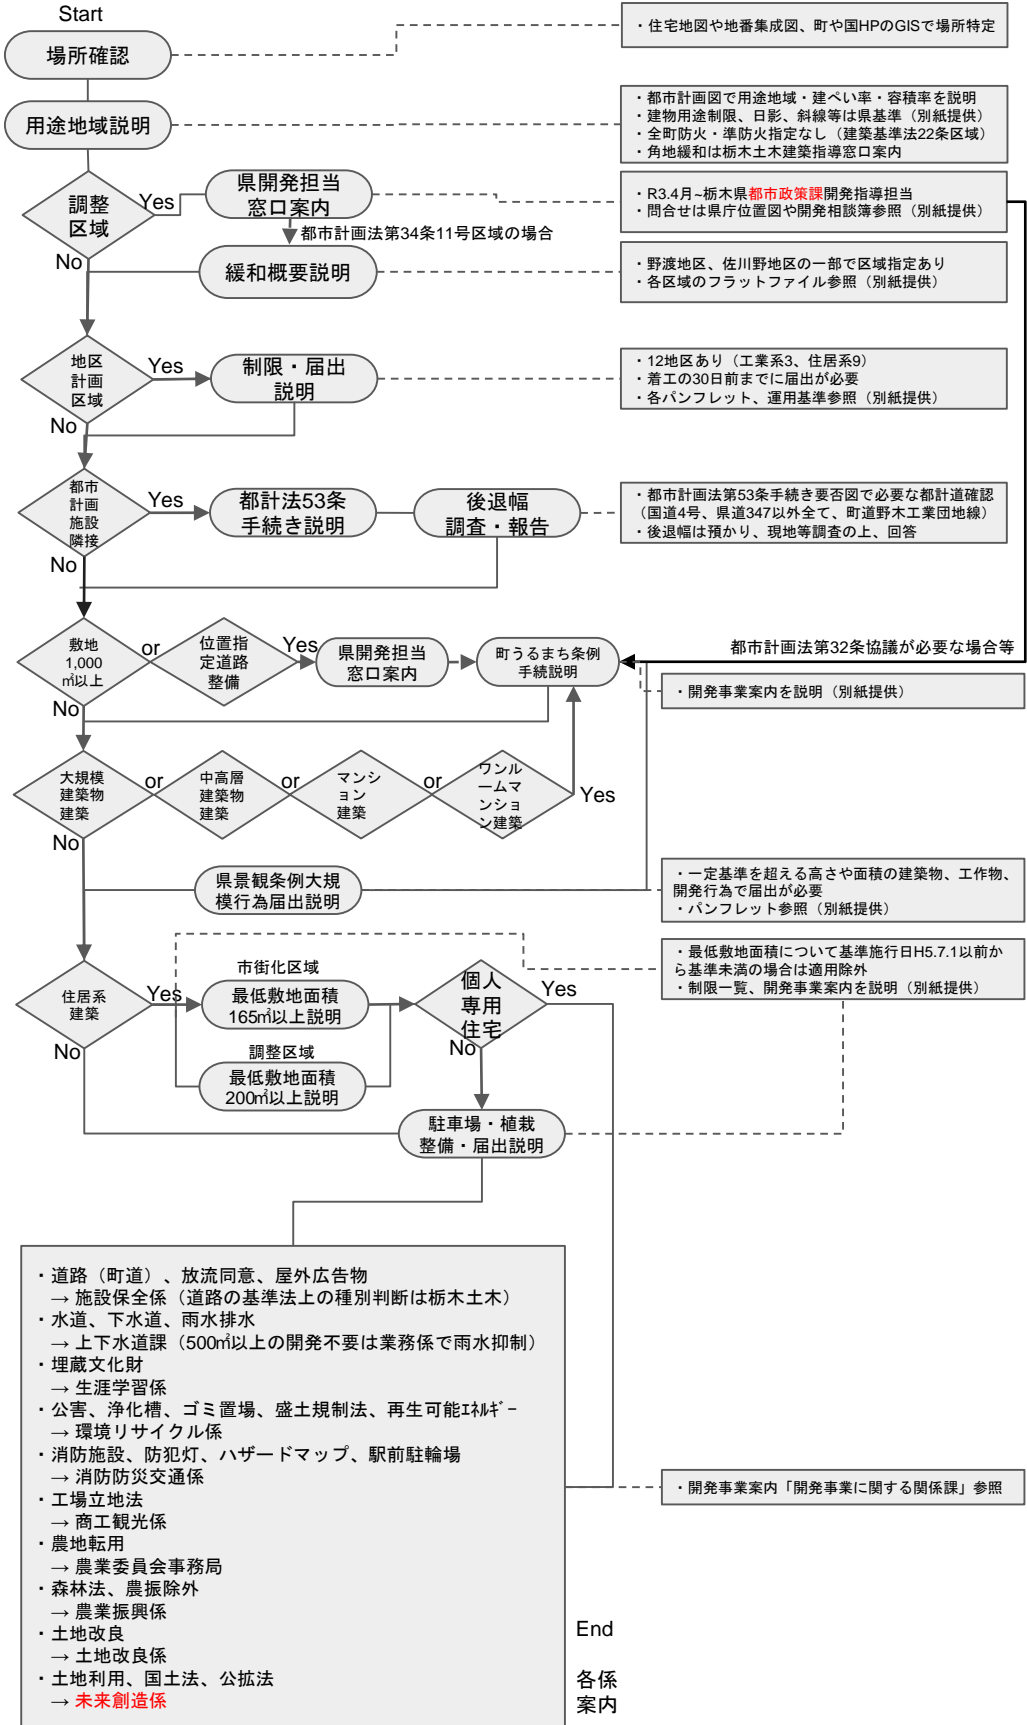 Start
場所確認
・住宅地図や地番集成図、町や国HPのGISで場所特定
用途地域説明
・都市計画図で用途地域・建ぺい率・容積率を説明
・建物用途制限、日影、斜線等は県基準（別紙提供）
・全町防火・準防火指定なし（建築基準法22条区域）
・角地緩和は栃木土木建築指導窓口案内
調整
区域
Yes
No
県開発担当
窓口案内
・R3.4月~栃木県都市政策課開発指導担当
・問合せは県庁位置図や開発相談簿参照（別紙提供）
都市計画法第34条11号区域の場合
緩和概要説明
・野渡地区、佐川野地区の一部で区域指定あり
・各区域のフラットファイル参照（別紙提供）
地区
計画
区域
Yes
No
制限・届出
説明
・12地区あり（工業系3、住居系9）
・着工の30日前までに届出が必要
・各パンフレット、運用基準参照（別紙提供）
都市
計画
施設
隣接
Yes
No
都計法53条
手続き説明
後退幅
調査・報告
・都市計画法第53条手続き要否図で必要な都計道確認
（国道4号、県道347以外全て、町道野木工業団地線）
・後退幅は預かり、現地等調査の上、回答
敷地
1,000
㎡以上
or
No
位置指
定道路
整備
Yes
県開発担当
窓口案内
町うるまち条例
手続説明
都市計画法第32条協議が必要な場合等
・開発事業案内を説明（別紙提供）
大規模
建築物
建築
or
No
中高層
建築物
建築
or
マンシ
ョン
建築
or
ワンル
ームマ
ンショ
ン建築
Yes
県景観条例大規
模行為届出説明
・一定基準を超える高さや面積の建築物、工作物、
開発行為で届出が必要
・パンフレット参照（別紙提供）
住居系
建築
Yes
No
市街化区域
最低敷地面積
165㎡以上説明
調整区域
最低敷地面積
200㎡以上説明
個人
専用
住宅
Yes
No
・最低敷地面積について基準施行日H5.7.1以前か
ら基準未満の場合は適用除外
・制限一覧、開発事業案内を説明（別紙提供）
駐車場・植栽
整備・届出説明
・道路（町道）、放流同意、屋外広告物
→ 施設保全係（道路の基準法上の種別判断は栃木土木）
・水道、下水道、雨水排水
→ 上下水道課（500㎡以上の開発不要は業務係で雨水抑制）
・埋蔵文化財
→ 生涯学習係
・公害、浄化槽、ゴミ置場、盛土規制法、再生可能ｴﾈﾙｷﾞｰ
→ 環境リサイクル係
・消防施設、防犯灯、ハザードマップ、駅前駐輪場
→ 消防防災交通係
・工場立地法
→ 商工観光係
・農地転用
→ 農業委員会事務局
・森林法、農振除外
→ 農業振興係
・土地改良
→ 土地改良係
・土地利用、国土法、公拡法
→ 未来創造係
・開発事業案内「開発事業に関する関係課」参照
End
各係
案内